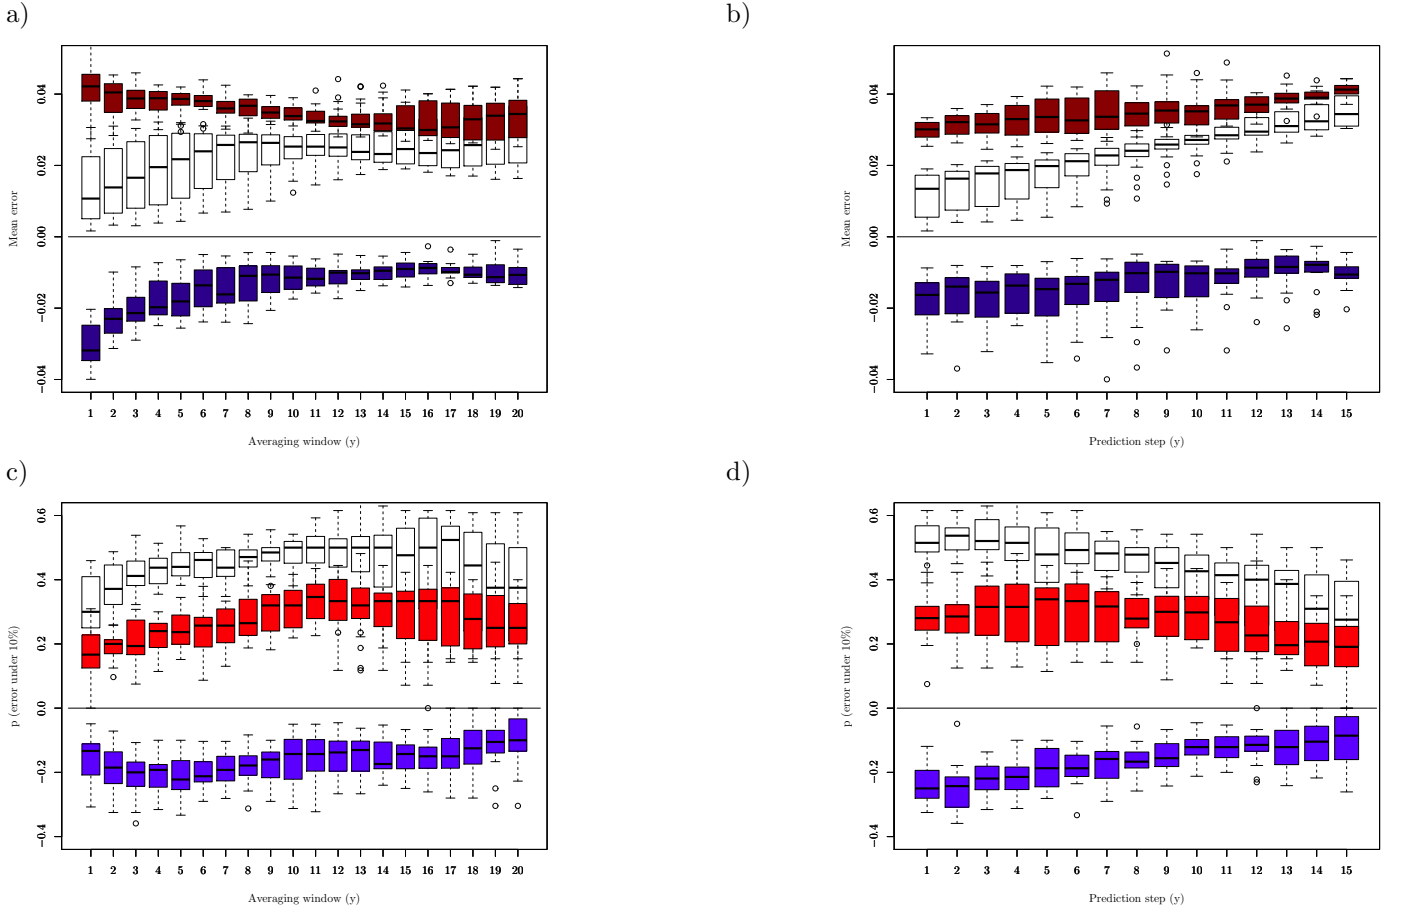 a)
Mean error
0.04
0.02
0.00
−0.02
−0.04
1 2 3 4 5 6 7 8 9 10 11 12 13 14 15 16 17 18 19 20
Averaging window (y)
b)
Mean error
0.04
0.02
0.00
−0.02
−0.04
1 2 3 4 5 6 7 8 9 10 11 12 13 14 15
Prediction step (y)
c)
p (error under 10%)
0.6
0.4
0.2
0.0
−0.2
−0.4
1 2 3 4 5 6 7 8 9 10 11 12 13 14 15 16 17 18 19 20
Averaging window (y)
d)
p (error under 10%)
0.6
0.4
0.2
0.0
−0.2
−0.4
1 2 3 4 5 6 7 8 9 10 11 12 13 14 15
Prediction step (y)